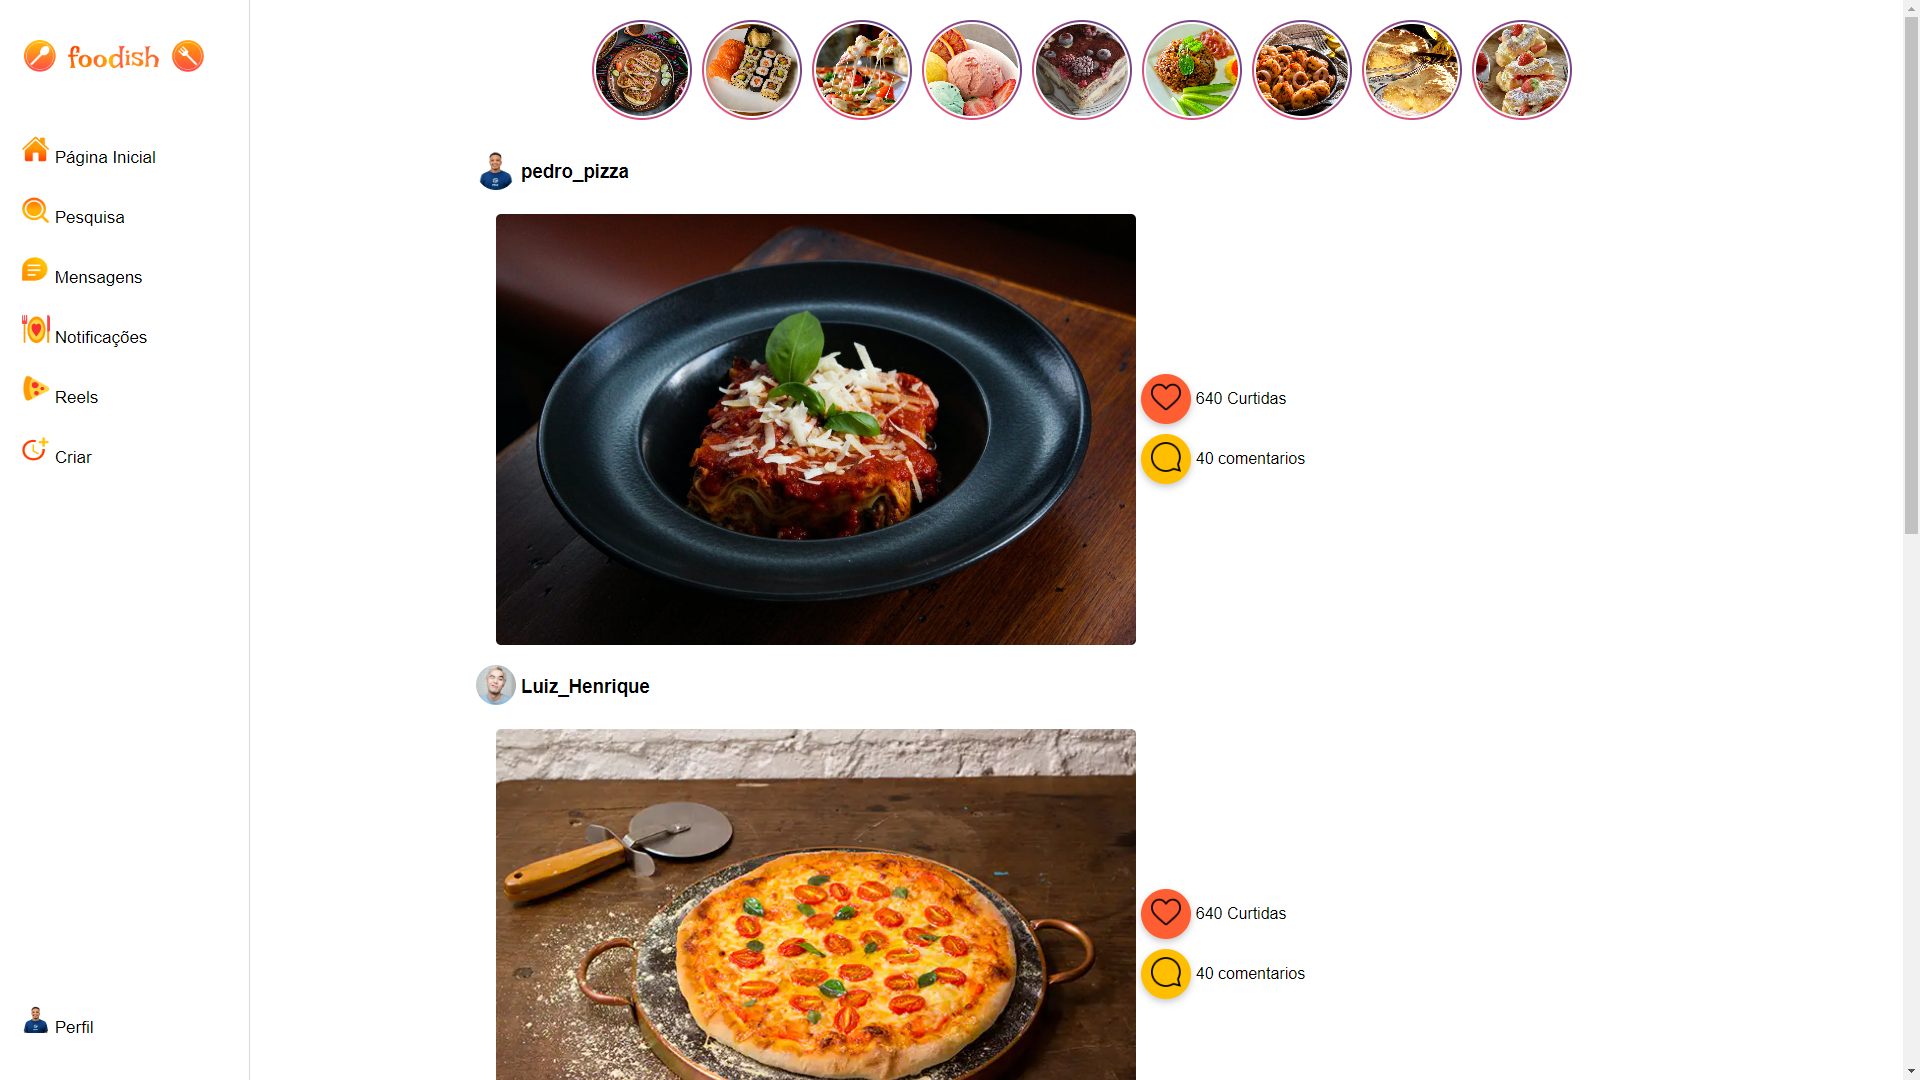 foodish
Página Inicial
Pesquisa
Mensagens
Notificações
Reels
Criar
Perfil
pedro_pizza
640 Curtidas
40 comentarios
Luiz_Henrique
640 Curtidas
40 comentarios